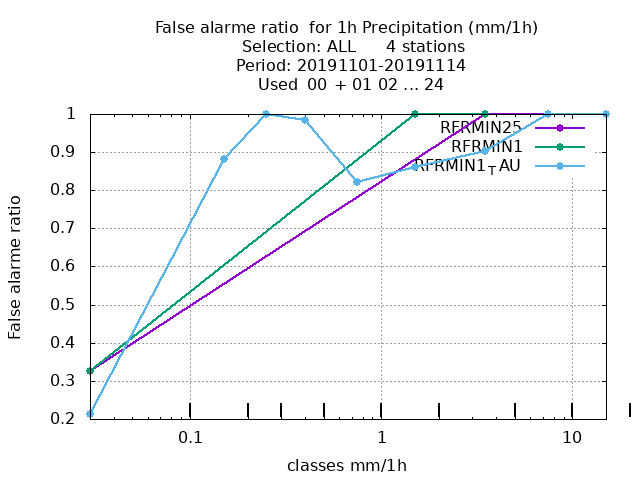 False alarme ratio  for 1h Precipitation (mm/1h)
Selection: ALL      4 stations
Period: 20191101-20191114
Used  00  + 01 02 ... 24
1
0.9
0.8
0.7
0.6
0.5
0.4
0.3
0.2
False alarme ratio
RFRMIN25
RFRMIN1
RFRMIN1TAU
0.1
1
10
classes mm/1h